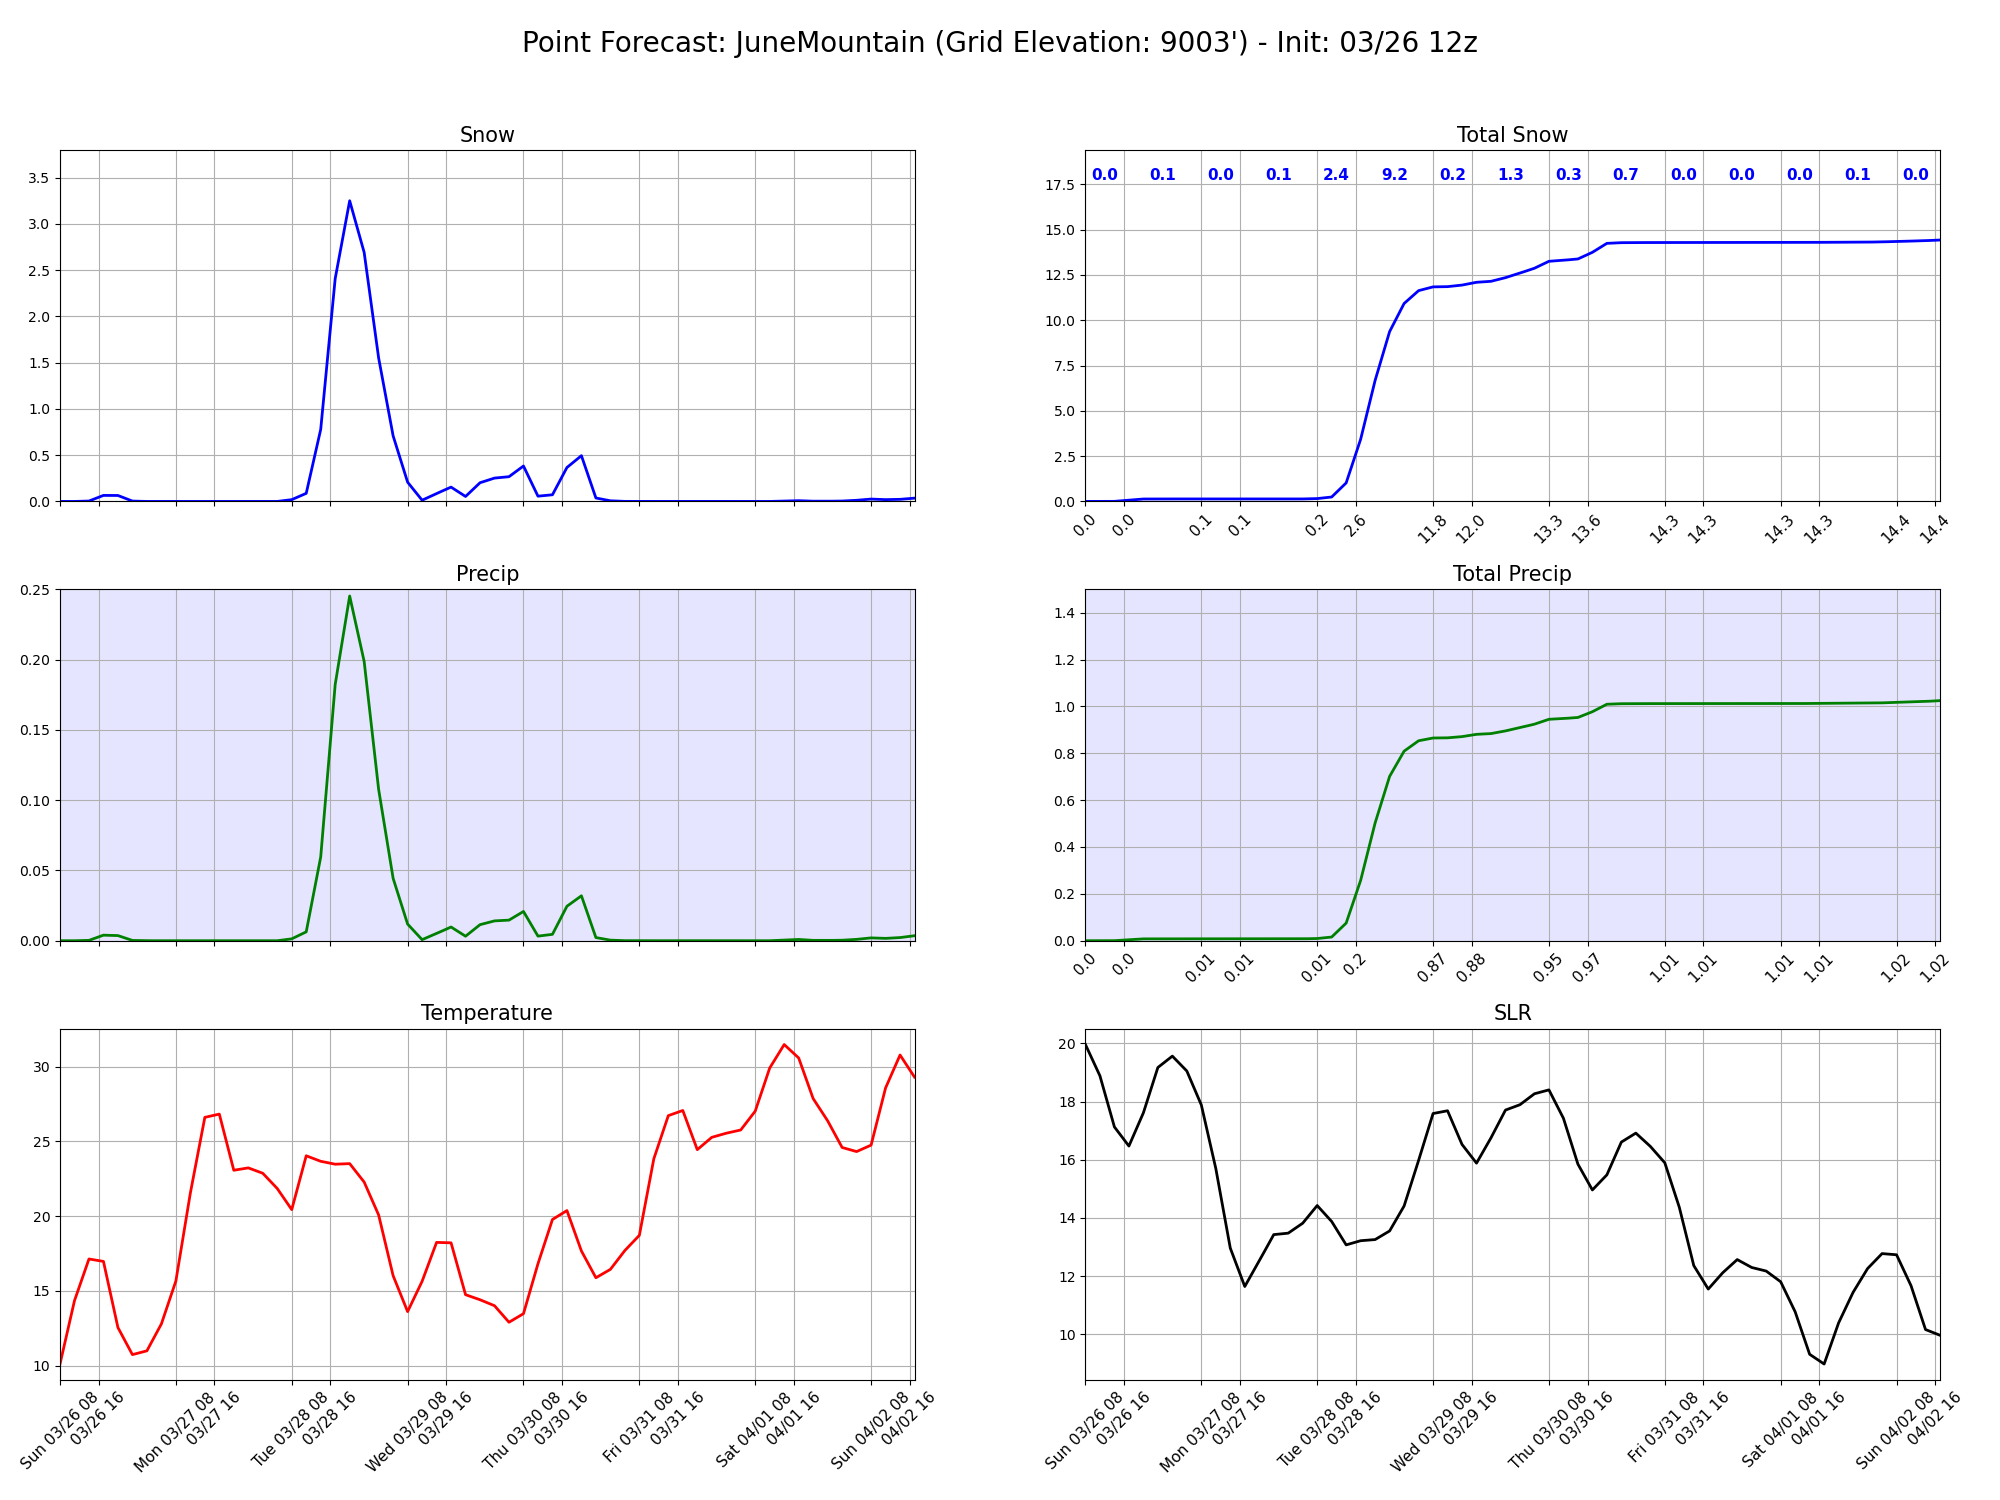 Point Forecast: JuneMountain (Grid Elevation: 9003') - Init: 03/26 12z
Snow
3.5
3.0
2.5
2.0
1.5
1.0
0.5
0.0
Total Snow
0.0 0.1 0.0 0.1 2.4 9.2 0.2 1.3 0.3 0.7 0.0 0.0 0.0 0.1 0.0
17.5
15.0
12.5
10.0
7.5
5.0
2.5
0.0
0.0 0.0 0.1 0.1 0.2 2.6 11.8 12.0 13.3 13.6 14.3 14.3 14.3 14.3 14.4 14.4
Precip
0.25
0.20
0.15
0.10
0.05
0.00
Total Precip
1.4
1.2
1.0
0.8
0.6
0.4
0.2
0.0
0.0 0.0 0.01 0.01 0.01 0.2 0.87 0.88 0.95 0.97 1.01 1.01 1.01 1.01 1.02 1.02
Temperature
30
25
20
15
10
Sun 03/26 08
03/26 16
Mon 03/27 08
03/27 16
Tue 03/28 08
03/28 16
Wed 03/29 08
03/29 16
Thu 03/30 08
03/30 16
Fri 03/31 08
03/31 16
Sat 04/01 08
04/01 16
Sun 04/02 08
04/02 16
SLR
20
18
16
14
12
10
Sun 03/26 08
03/26 16
Mon 03/27 08
03/27 16
Tue 03/28 08
03/28 16
Wed 03/29 08
03/29 16
Thu 03/30 08
03/30 16
Fri 03/31 08
03/31 16
Sat 04/01 08
04/01 16
Sun 04/02 08
04/02 16